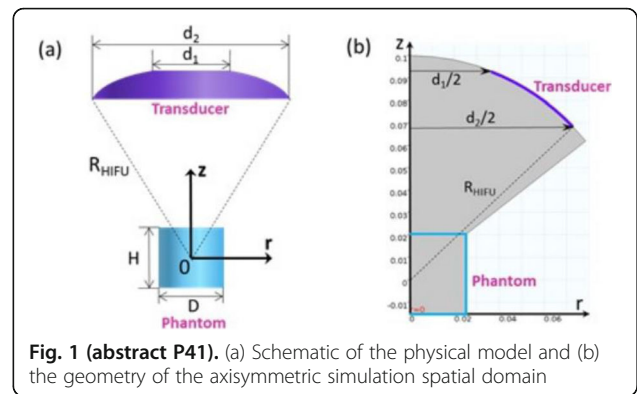 (a)
d₂
d₁
Transducer
R_HIFU
z
H
0
r
D
Phantom
(b)
z
0.1
0.09
d₁/2
Transducer
0.08
0.07
d₂/2
0.06
0.05
R_HIFU
0.04
0.03
0.02
0.01
Phantom
0
-0.01
r=0
r
0
0.02
0.04
0.06
Fig. 1 (abstract P41). (a) Schematic of the physical model and (b)
the geometry of the axisymmetric simulation spatial domain